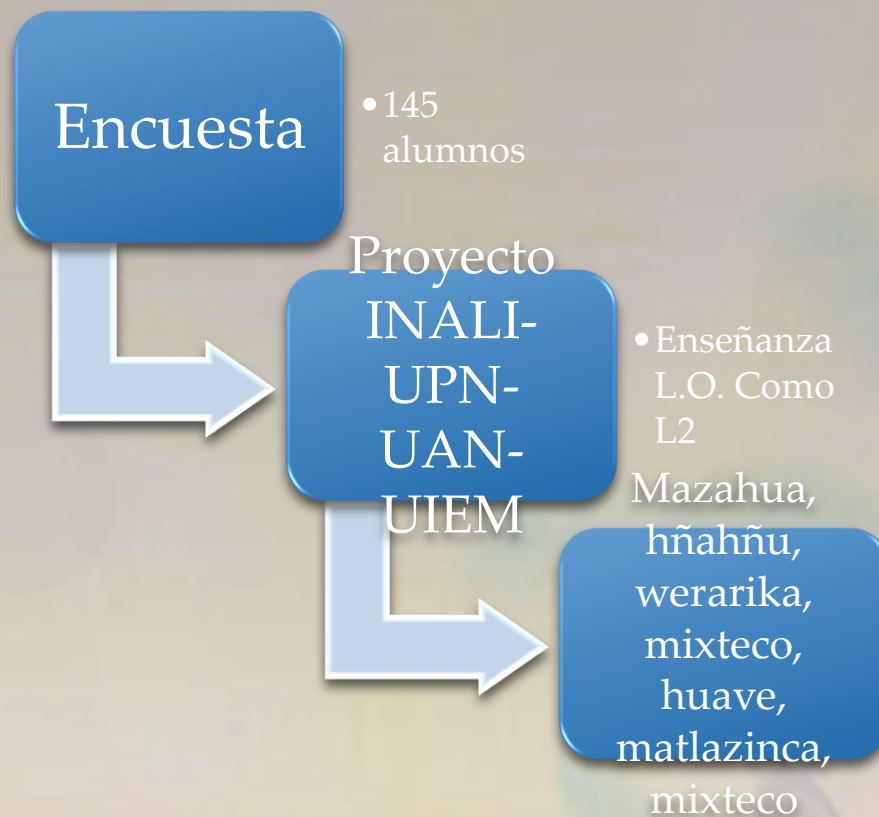 Encuesta
•145
alumnos
Proyecto
INALI-
UPN-
UAN-
UIEM
•Enseñanza
L.O. Como
L2
Mazahua,
hñahñu,
werarika,
mixteco,
huave,
matlazinca,
mixteco